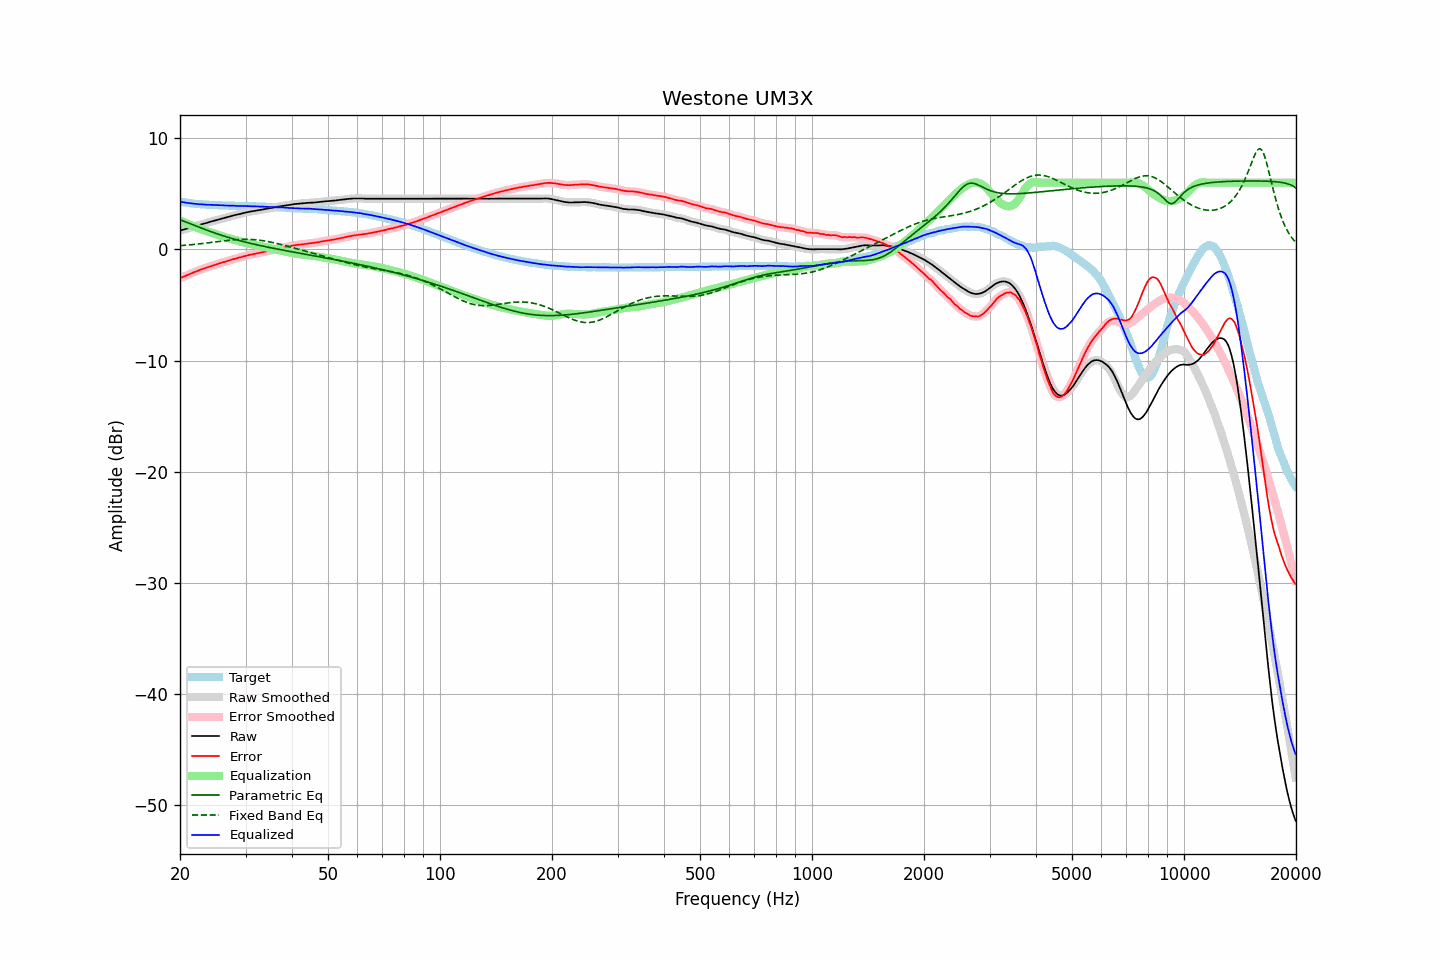 Westone UM3X
10
0
−10
−20
−30
−40
−50
Amplitude (dBr)
20
50
100
200
500
1000
2000
5000
10000
20000
Frequency (Hz)
Target
Raw Smoothed
Error Smoothed
Raw
Error
Equalization
Parametric Eq
Fixed Band Eq
Equalized